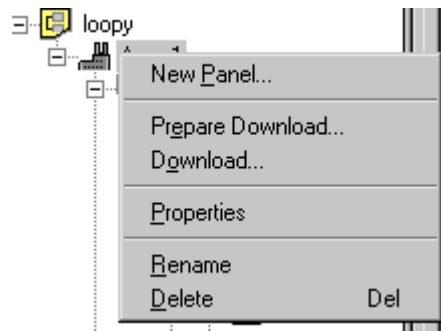 loopy
New Panel...
Prepare Download...
Download...
Properties
Rename
Delete Del